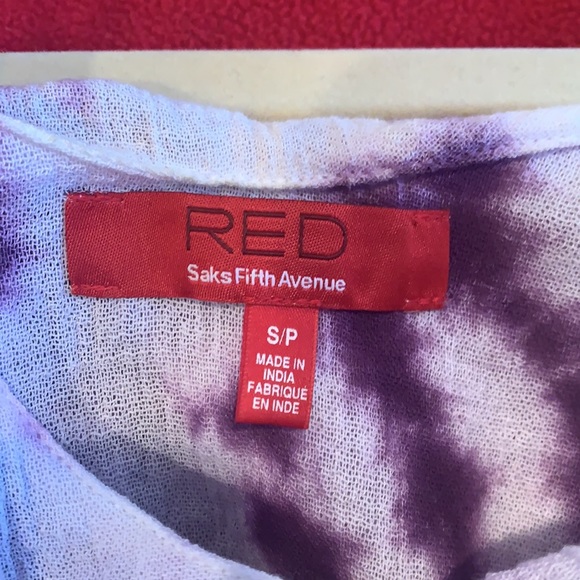 RED
Saks Fifth Avenue
S/P
MADE IN
INDIA
FABRIQUÉ
EN INDE